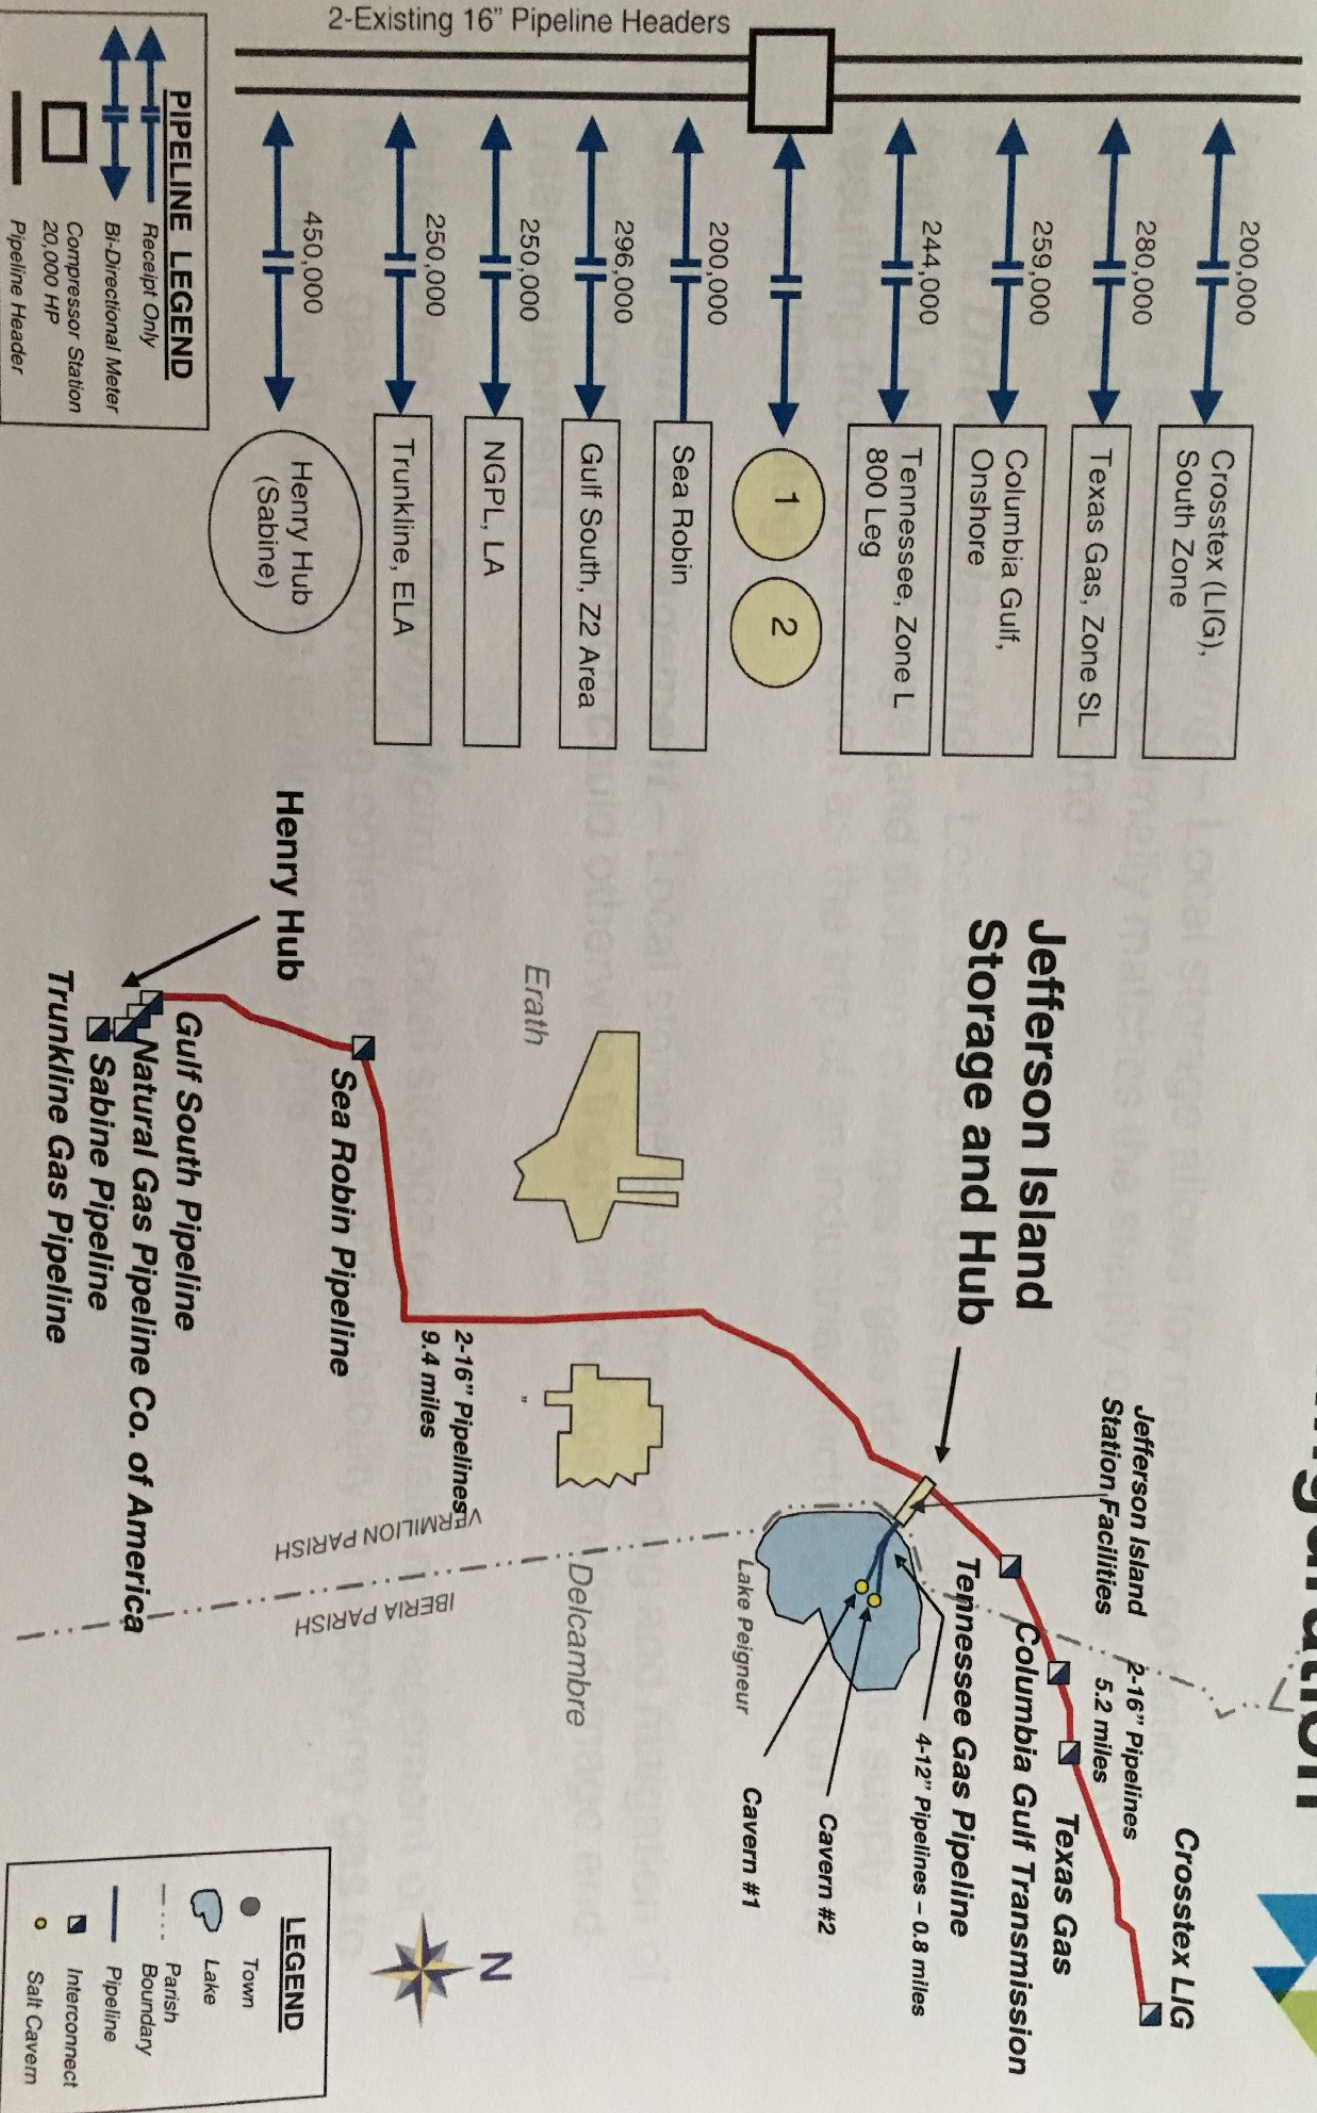 2-Existing 16” Pipeline Headers
200,000
Crosstex (LIG),
South Zone
280,000
Texas Gas, Zone SL
259,000
Columbia Gulf,
Onshore
244,000
Tennessee, Zone L
800 Leg
1
2
200,000
Sea Robin
296,000
Gulf South, Z2 Area
250,000
NGPL, LA
250,000
Trunkline, ELA
450,000
Henry Hub
(Sabine)
PIPELINE LEGEND
Receipt Only
Bi-Directional Meter
Compressor Station
20,000 HP
Pipeline Header
Jefferson Island
Storage and Hub
Jefferson Island
Station Facilities
2-16” Pipelines
5.2 miles
Crosstex LIG
Texas Gas
Columbia Gulf Transmission
Tennessee Gas Pipeline
4-12” Pipelines – 0.8 miles
Cavern #2
Cavern #1
Lake Peigneur
Erath
Delcambre
2-16” Pipelines
9.4 miles
"
VERMILION PARISH
IBERIA PARISH
Henry Hub
Sea Robin Pipeline
Gulf South Pipeline
Natural Gas Pipeline Co. of America
Sabine Pipeline
Trunkline Gas Pipeline
N
LEGEND
Town
Lake
Parish
Boundary
Pipeline
Interconnect
Salt Cavern